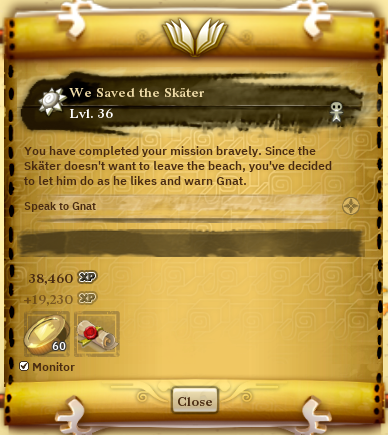 We Saved the Skäter
Lvl. 36
You have completed your mission bravely. Since the
Skäter doesn't want to leave the beach, you've decided
to let him do as he likes and warn Gnat.
Speak to Gnat
38,460 XP
+19,230 XP
60
Monitor
Close